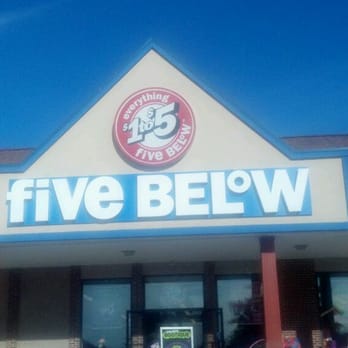 everything
$1 to $5
five BELOW
five BELOW